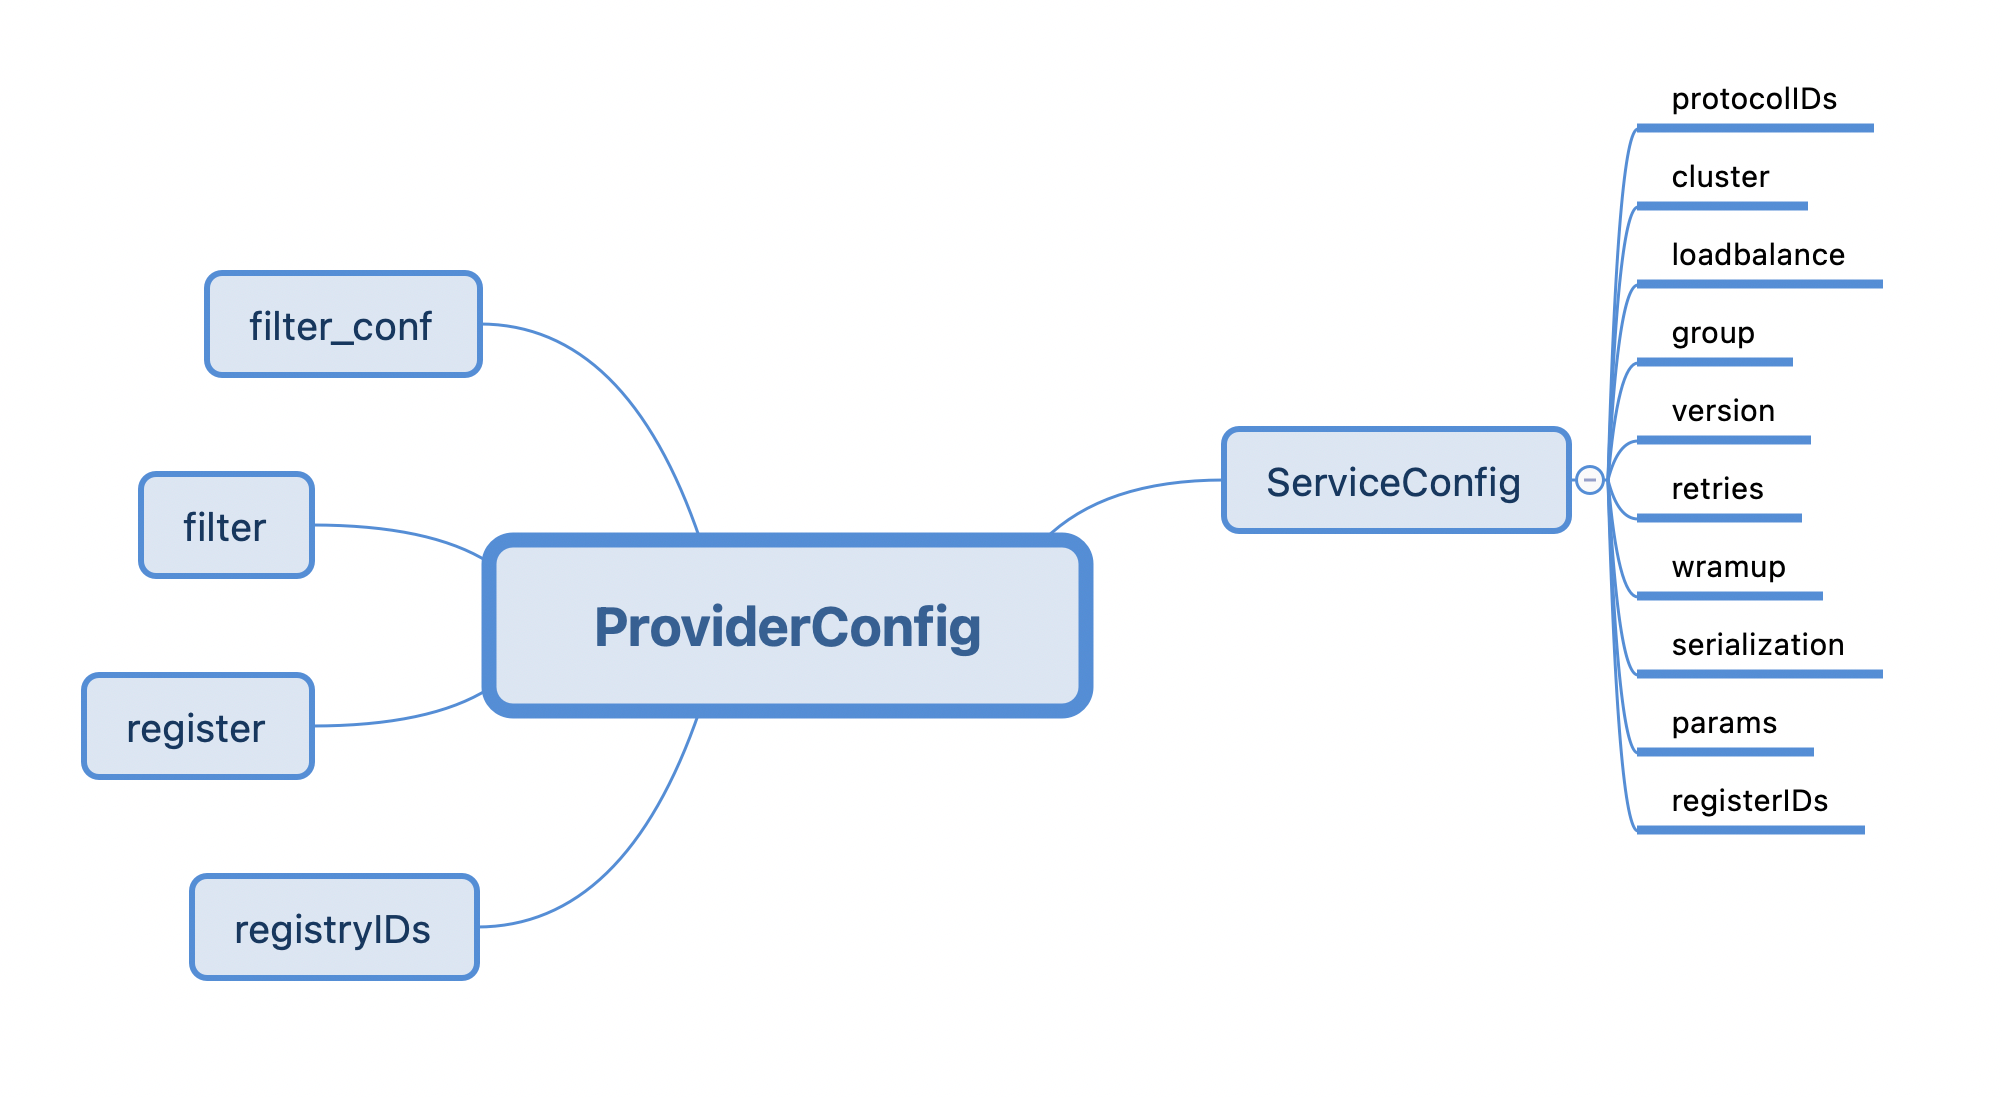 filter_conf
filter
register
registryIDs
ProviderConfig
ServiceConfig
protocolIDs
cluster
loadbalance
group
version
retries
wramup
serialization
params
registerIDs